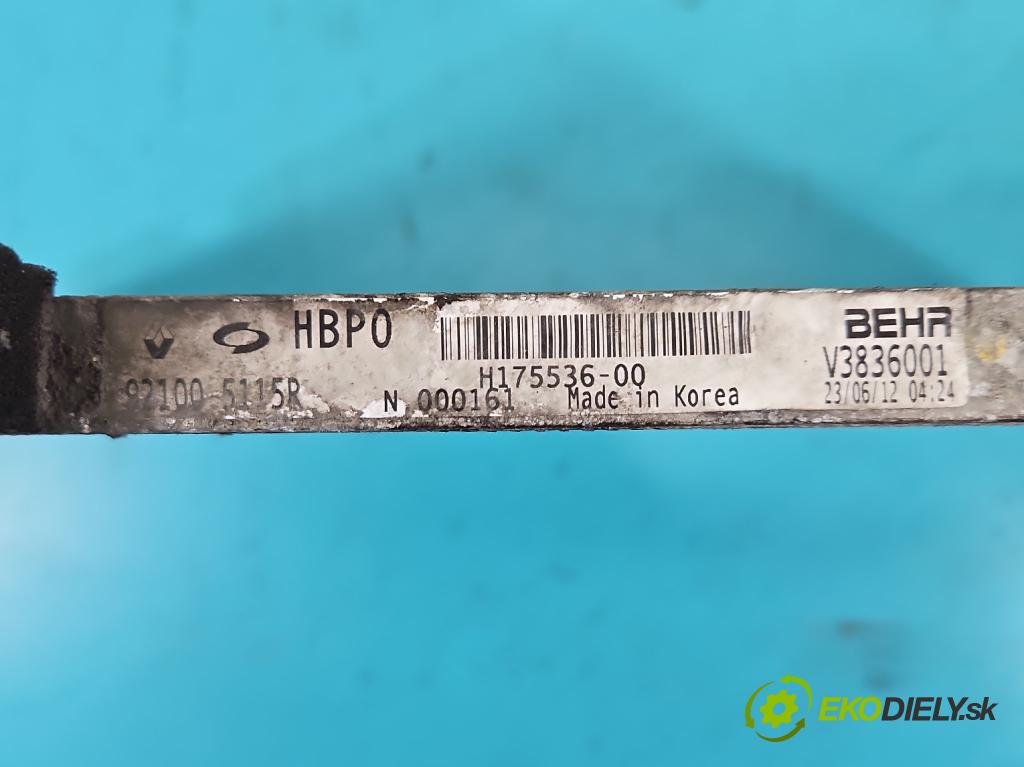 HBPO
BEHR
H175536-00
V3836001
92100 5115R
N 000161 Made in Korea
23/06/12 04:24
EKODIELY.sk